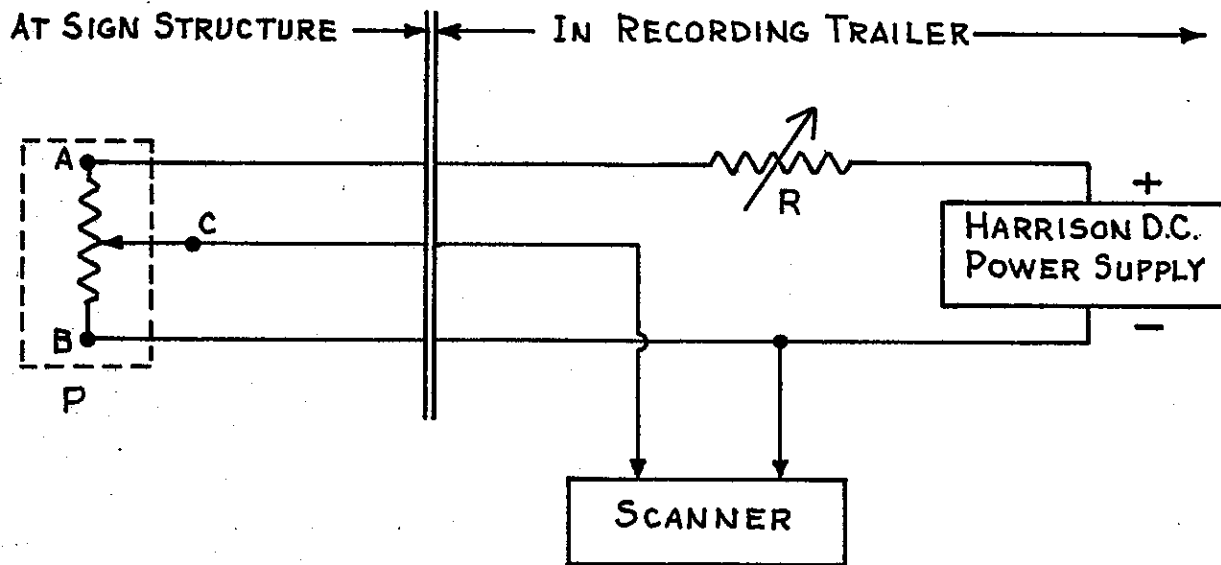 AT SIGN STRUCTURE
IN RECORDING TRAILER
A
C
R
+
HARRISON D.C.
POWER SUPPLY
B
−
P
SCANNER